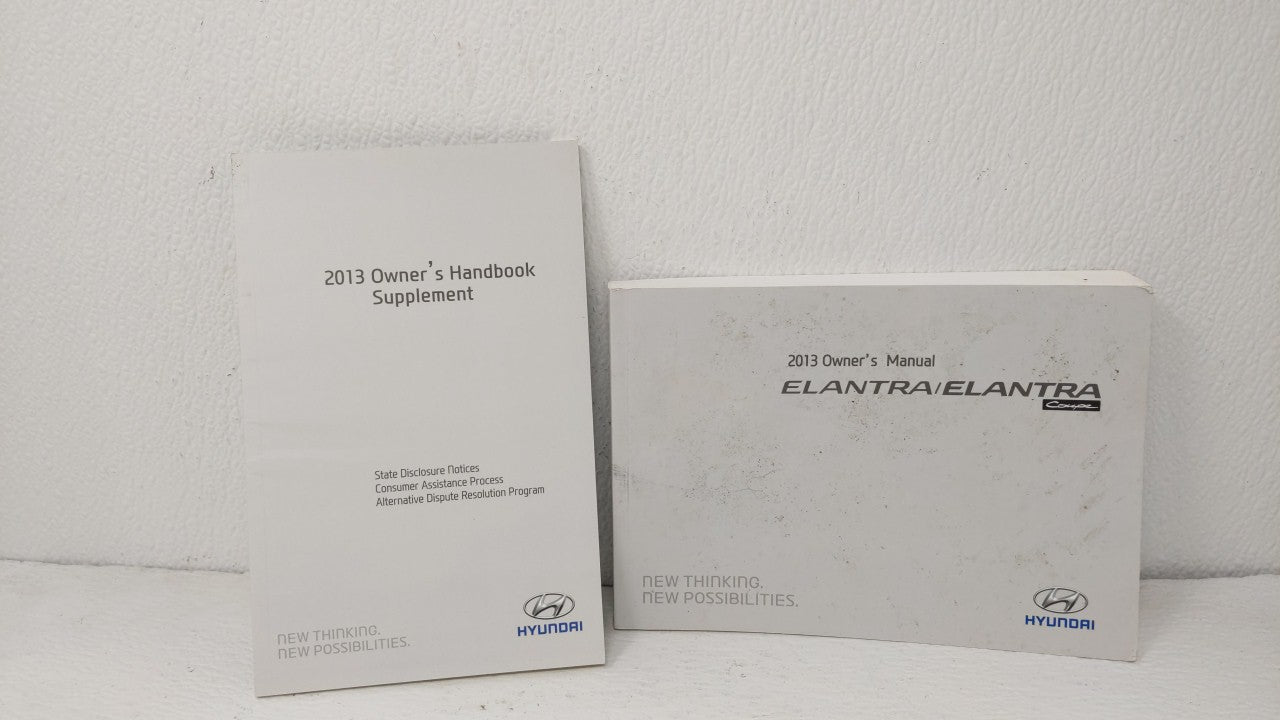 2013 Owner's Handbook
Supplement
State Disclosure Notices
Consumer Assistance Process
Alternative Dispute Resolution Program
NEW THINKING.
NEW POSSIBILITIES.
HYUNDAI
2013 Owner's Manual
ELANTRA/ELANTRA
Coupe
NEW THINKING.
NEW POSSIBILITIES.
HYUNDAI